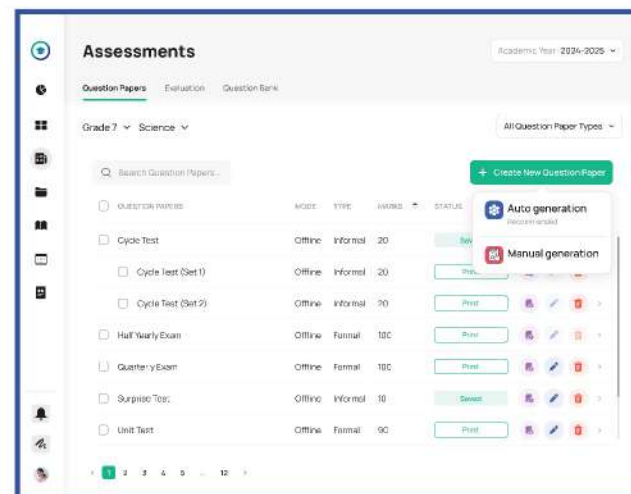 Assessments
Academic Year 2024-2025
Question Papers Evaluation Question Bank
Grade 7 Science
All Question Paper Types
Search Question Papers...
+ Create New Question Paper
QUESTION PAPERS MODE TYPE MARKS STATUS
Auto generation
Recommended
Cycle Test Offline Informal 20
Manual generation
Cycle Test (Set 1) Offline Informal 20 Print
Cycle Test (Set 2) Offline Informal 20 Print
Half Yearly Exam Offline Formal 100 Print
Quarterly Exam Offline Formal 100 Print
Surprise Test Offline Informal 10 Saved
Unit Test Offline Formal 90 Print
1 2 3 4 5 ... 12